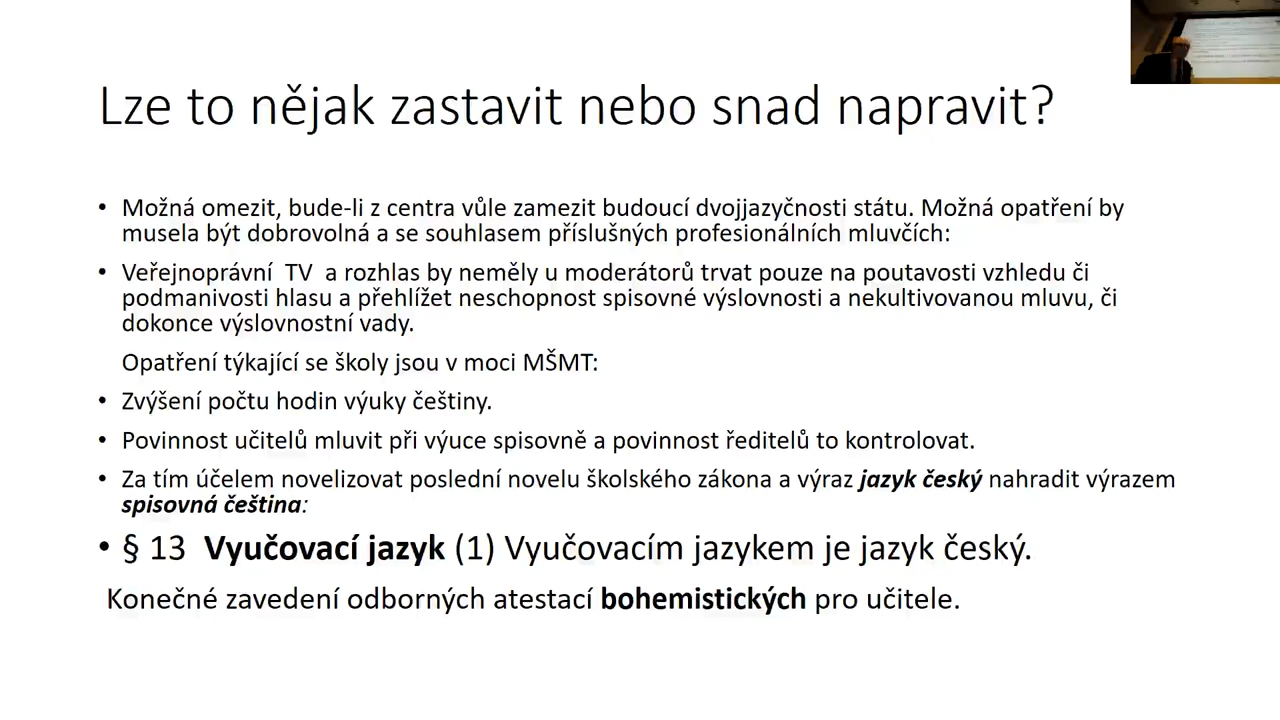 Lze to nějak zastavit nebo snad napravit?
• Možná omezit, bude-li z centra vůle zamezit budoucí dvojjazyčnosti státu. Možná opatření by
musela být dobrovolná a se souhlasem příslušných profesionálních mluvčích:
• Veřejnoprávní TV a rozhlas by neměly u moderátorů trvat pouze na poutavosti vzhledu či
podmanivosti hlasu a přehlížet neschopnost spisovné výslovnosti a nekultivovanou mluvu, či
dokonce výslovnostní vady.
Opatření týkající se školy jsou v moci MŠMT:
• Zvýšení počtu hodin výuky češtiny.
• Povinnost učitelů mluvit při výuce spisovně a povinnost ředitelů to kontrolovat.
• Za tím účelem novelizovat poslední novelu školského zákona a výraz jazyk český nahradit výrazem
spisovná čeština:
• § 13 Vyučovací jazyk (1) Vyučovacím jazykem je jazyk český.
Konečné zavedení odborných atestací bohemistických pro učitele.